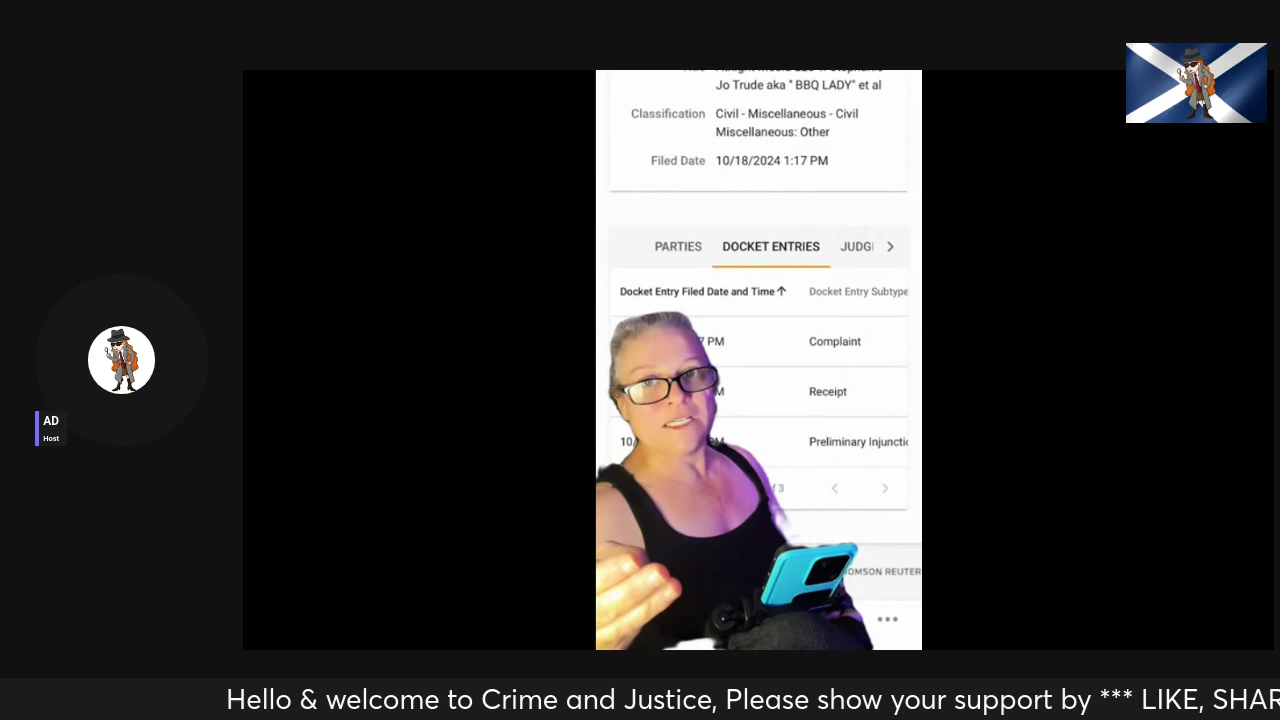 Jo Trude aka " BBQ LADY" et al
Classification Civil - Miscellaneous - Civil
Miscellaneous: Other
Filed Date 10/18/2024 1:17 PM
PARTIES DOCKET ENTRIES JUDG
Docket Entry Filed Date and Time Docket Entry Subtype
7 PM Complaint
M Receipt
10/ PM Preliminary Injuncti
f 3
OMSON REUTER
AD
Host
Hello & welcome to Crime and Justice, Please show your support by *** LIKE, SHAR